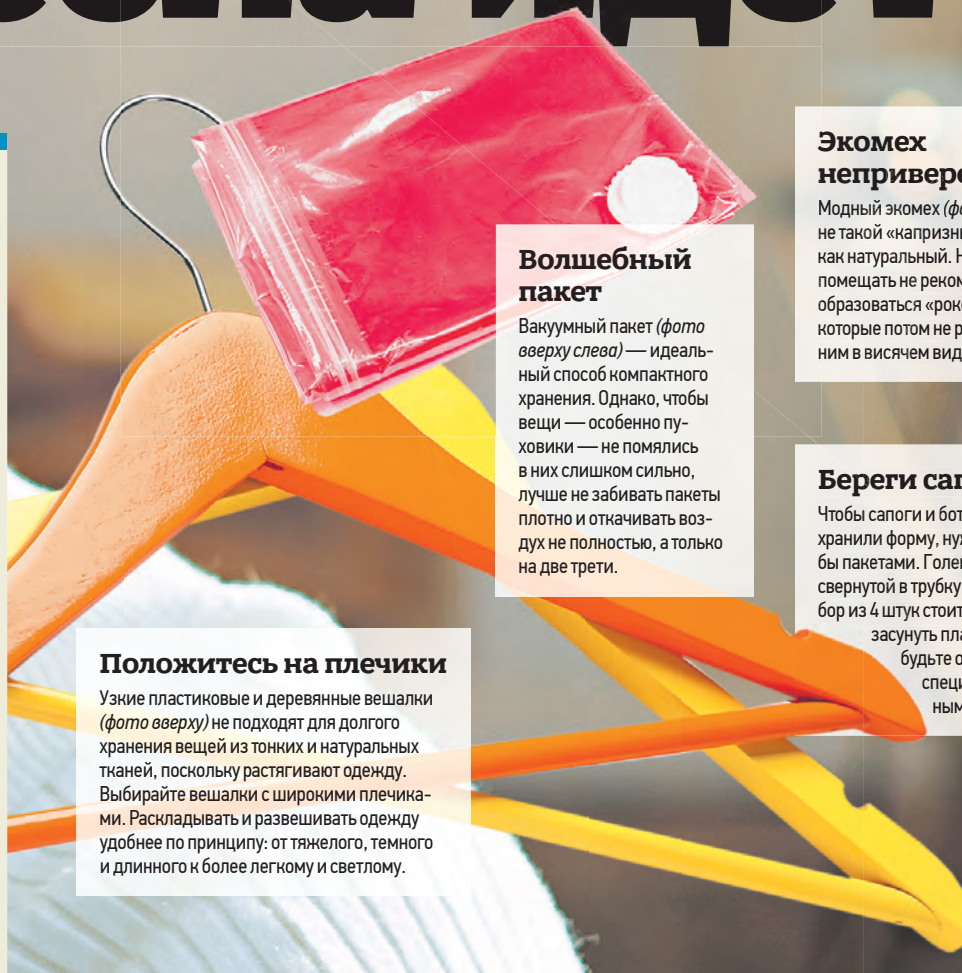 Волшебный
пакет
Вакуумный пакет (фото
вверху слева) — идеаль-
ный способ компактного
хранения. Однако, чтобы
вещи — особенно пу-
ховики — не помялись
в них слишком сильно,
лучше не забивать пакеты
плотно и откачивать воз-
дух не полностью, а только
на две трети.
Положитесь на плечики
Узкие пластиковые и деревянные вешалки
(фото вверху) не подходят для долгого
хранения вещей из тонких и натуральных
тканей, поскольку растягивают одежду.
Выбирайте вешалки с широкими плечика-
ми. Раскладывать и развешивать одежду
удобнее по принципу: от тяжелого, темного
и длинного к более легкому и светлому.
Экомех
непривере
Модный экомех (ф
не такой «капризн
как натуральный. Н
помещать не реком
образоваться «рок
которые потом не р
ним в висячем вид
Береги сап
Чтобы сапоги и бот
хранили форму, нуж
бы пакетами. Голен
свернутой в трубку
бор из 4 штук стоит
засунуть пла
будьте о
специ
ным